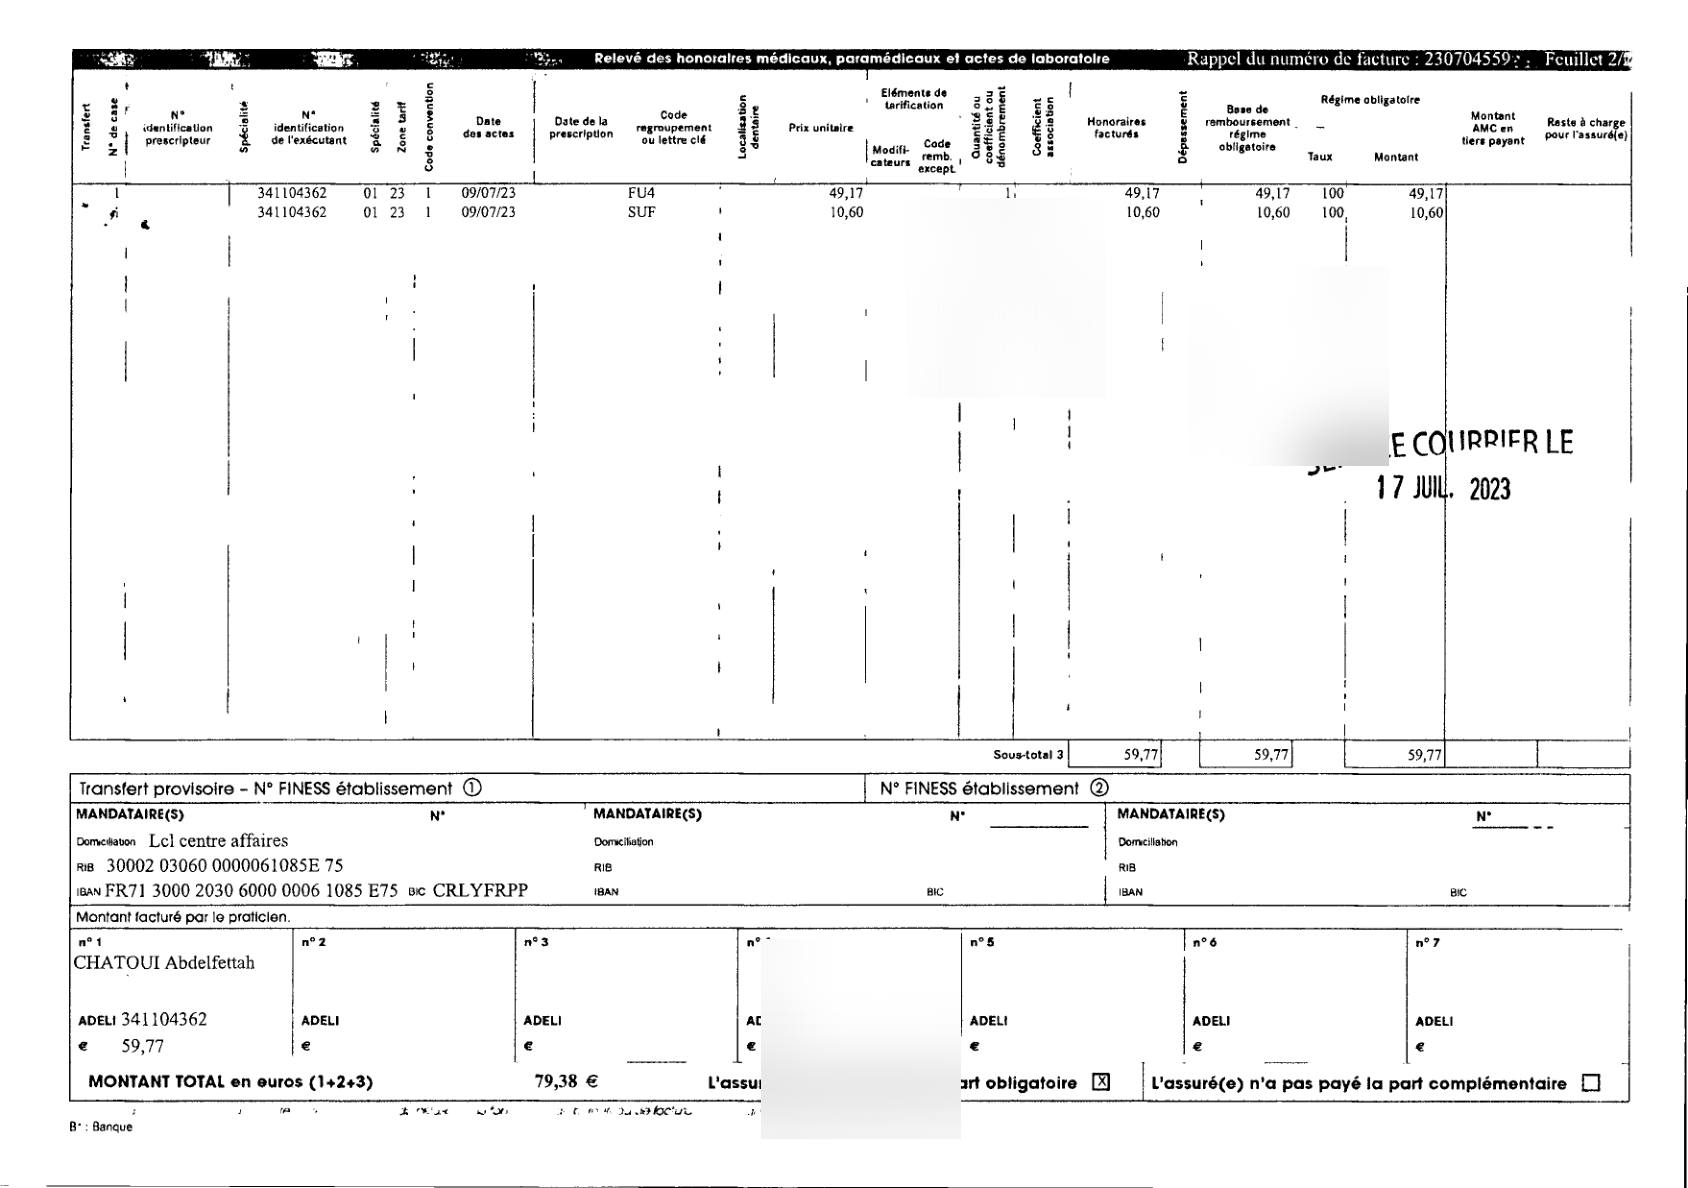 Relevé des honoraires médicaux, paramédicaux et actes de laboratoire Rappel du numéro de facture : 230704559 Feuillet 2/
Transfert
N° de case
N° identification prescripteur
Spécialité
N° identification de l'exécutant
Spécialité
Zone tarif
Code convention
Date des actes
Date de la prescription
Code regroupement ou lettre clé
Localisation dentaire
Prix unitaire
Eléments de tarification
Modifi-cateurs
Code remb. except.
Quantité ou coefficient ou dénombrement
Coefficient association
Honoraires facturés
Dépassement
Base de remboursement régime obligatoire
Régime obligatoire
Taux
Montant
Montant AMC en tiers payant
Reste à charge pour l'assuré(e)
1 341104362 01 23 1 09/07/23 FU4 49,17 1 49,17 49,17 100 49,17
341104362 01 23 1 09/07/23 SUF 10,60 10,60 10,60 100 10,60
E COURRIER LE
17 JUIL. 2023
Sous-total 3 59,77 59,77 59,77
Transfert provisoire – N° FINESS établissement ① N° FINESS établissement ②
MANDATAIRE(S) N° MANDATAIRE(S) N° MANDATAIRE(S) N°
Domiciliation Lcl centre affaires Domiciliation Domiciliation
RIB 30002 03060 0000061085E 75 RIB RIB
IBAN FR71 3000 2030 6000 0006 1085 E75 BIC CRLYFRPP IBAN BIC IBAN BIC
Montant facturé par le praticien.
n° 1 n° 2 n° 3 n° n° 5 n° 6 n° 7
CHATOUI Abdelfettah
ADELI 341104362 ADELI ADELI AD ADELI ADELI ADELI
€ 59,77 € € € € € €
MONTANT TOTAL en euros (1+2+3) 79,38 € L'assu art obligatoire X L'assuré(e) n'a pas payé la part complémentaire
B* : Banque